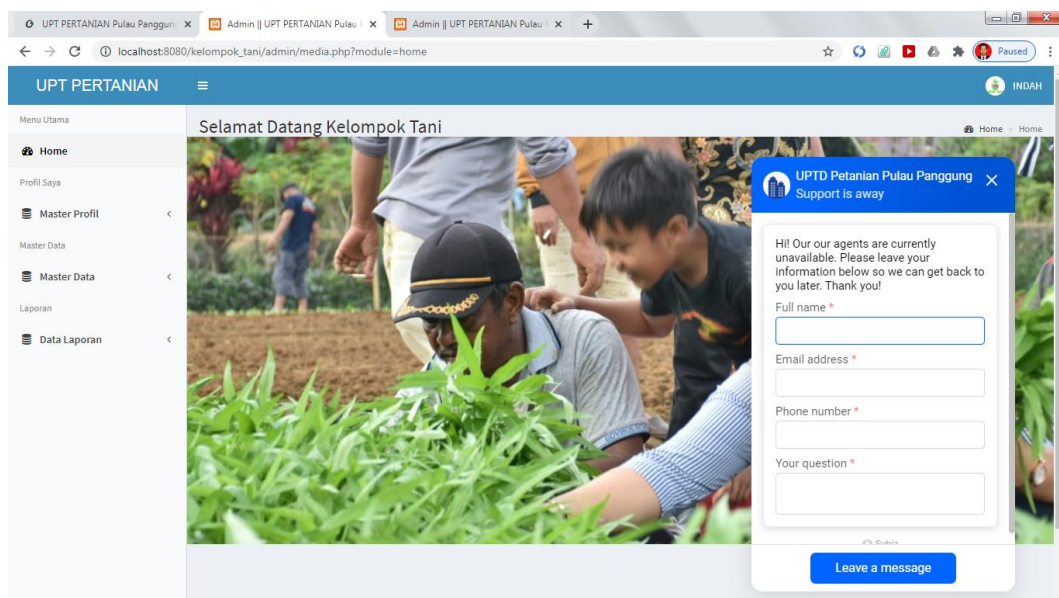 UPT PERTANIAN Pulau Panggung
Admin || UPT PERTANIAN Pulau
Admin || UPT PERTANIAN Pulau
localhost:8080/kelompok_tani/admin/media.php?module=home
Paused
UPT PERTANIAN
INDAH
Menu Utama
Home
Profil Saya
Master Profil
Master Data
Master Data
Laporan
Data Laporan
Selamat Datang Kelompok Tani
Home > Home
UPTD Petanian Pulau Panggung
Support is away
Hi! Our our agents are currently
unavailable. Please leave your
information below so we can get back to
you later. Thank you!
Full name *
Email address *
Phone number *
Your question *
Subiz
Leave a message